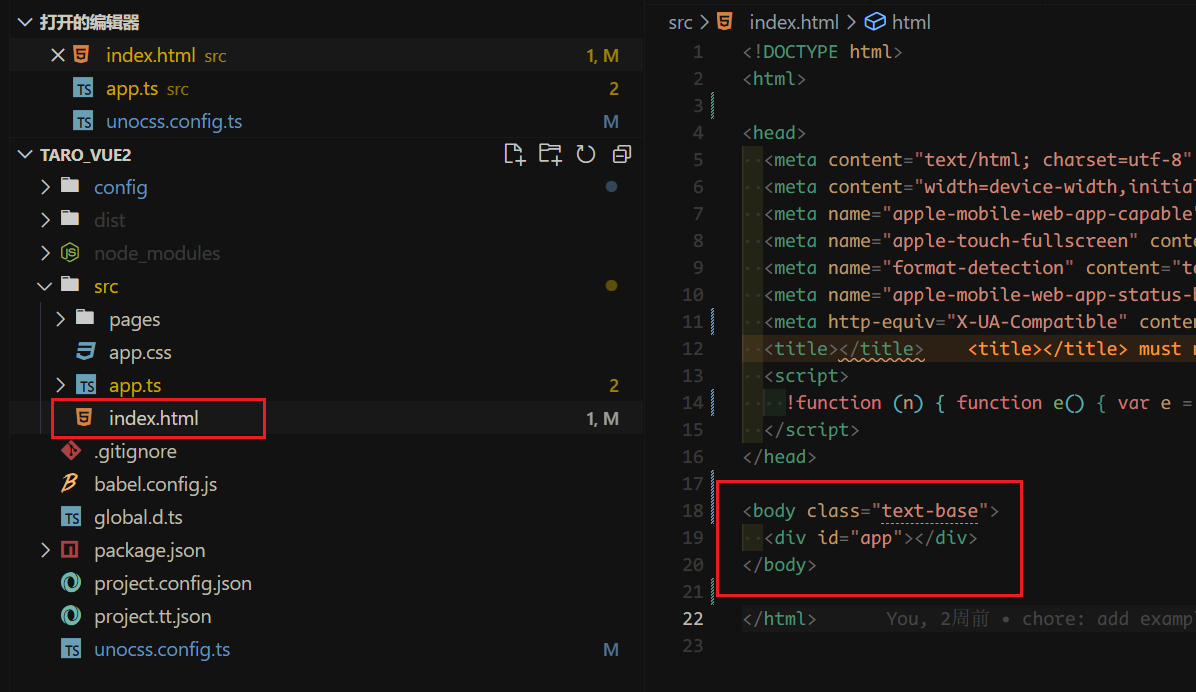 打开的编辑器
index.html src 1, M
app.ts src 2
unocss.config.ts M
TARO_VUE2
config
dist
node_modules
src
pages
app.css
app.ts 2
index.html 1, M
.gitignore
babel.config.js
global.d.ts
package.json
project.config.json
project.tt.json
unocss.config.ts M
src > index.html > html
1 <!DOCTYPE html>
2 <html>
3
4 <head>
5 <meta content="text/html; charset=utf-8"
6 <meta content="width=device-width,initial
7 <meta name="apple-mobile-web-app-capable"
8 <meta name="apple-touch-fullscreen" conte
9 <meta name="format-detection" content="te
10 <meta name="apple-mobile-web-app-status-b
11 <meta http-equiv="X-UA-Compatible" conten
12 <title></title> <title></title> must
13 <script>
14 !function (n) { function e() { var e =
15 </script>
16 </head>
17
18 <body class="text-base">
19 <div id="app"></div>
20 </body>
21
22 </html> You, 2周前 • chore: add examp
23